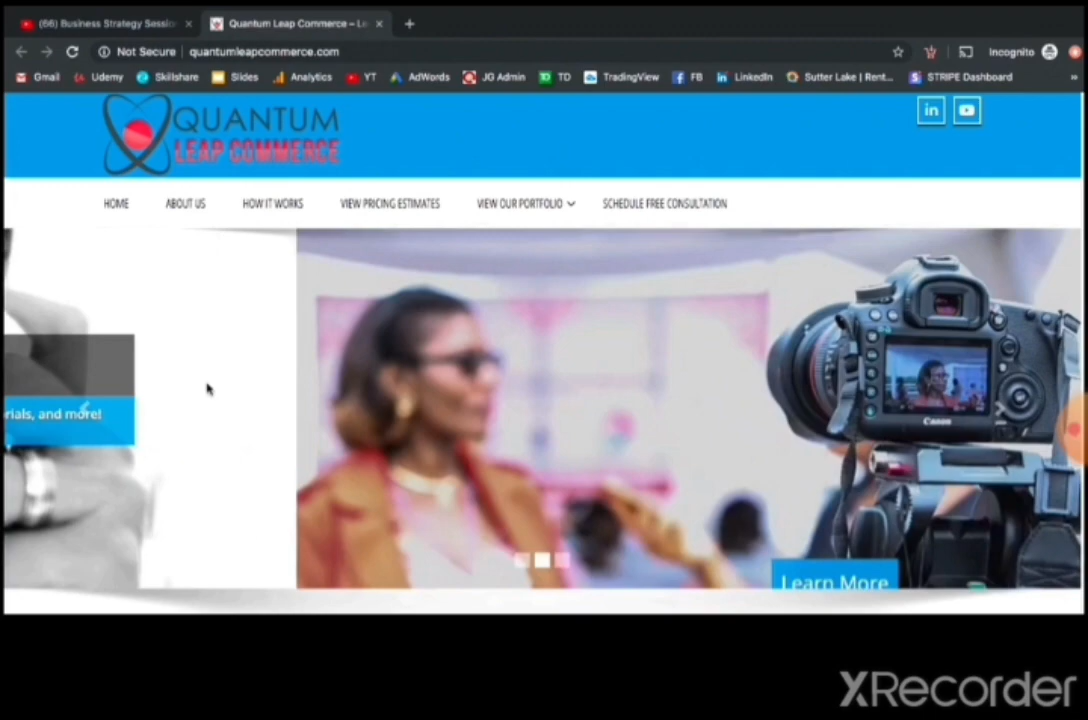 (66) Business Strategy Sessio
Quantum Leap Commerce – Le
Not Secure | quantumleapcommerce.com
Incognito
Gmail
Udemy
Skillshare
Slides
Analytics
YT
AdWords
JG Admin
TD
TradingView
FB
LinkedIn
Sutter Lake | Rent...
STRIPE Dashboard
»
QUANTUM
LEAP COMMERCE
in
HOME
ABOUT US
HOW IT WORKS
VIEW PRICING ESTIMATES
VIEW OUR PORTFOLIO
SCHEDULE FREE CONSULTATION
rials, and more!
Canon
Learn More
XRecorder